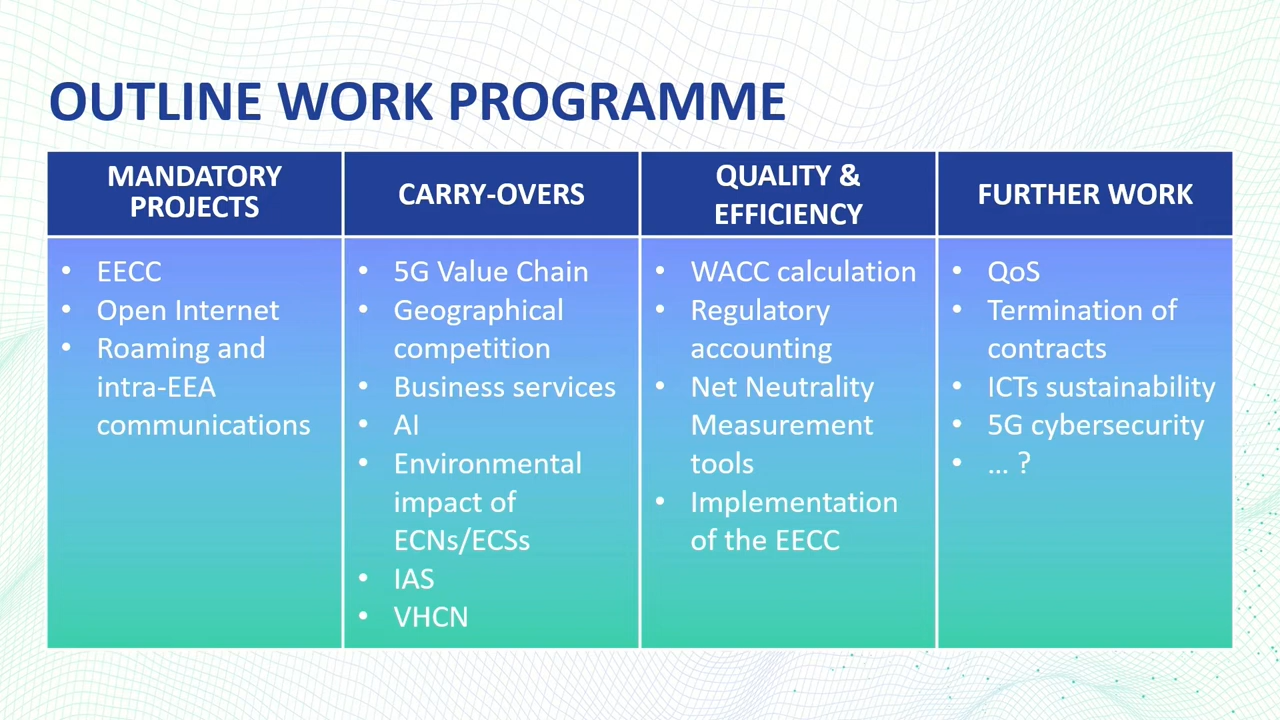 OUTLINE WORK PROGRAMME
MANDATORY
PROJECTS
• EECC
• Open Internet
• Roaming and
intra-EEA
communications
CARRY-OVERS
• 5G Value Chain
• Geographical
competition
• Business services
• AI
• Environmental
impact of
ECNs/ECSs
• IAS
• VHCN
QUALITY &
EFFICIENCY
• WACC calculation
• Regulatory
accounting
• Net Neutrality
Measurement
tools
• Implementation
of the EECC
FURTHER WORK
• QoS
• Termination of
contracts
• ICTs sustainability
• 5G cybersecurity
• ... ?